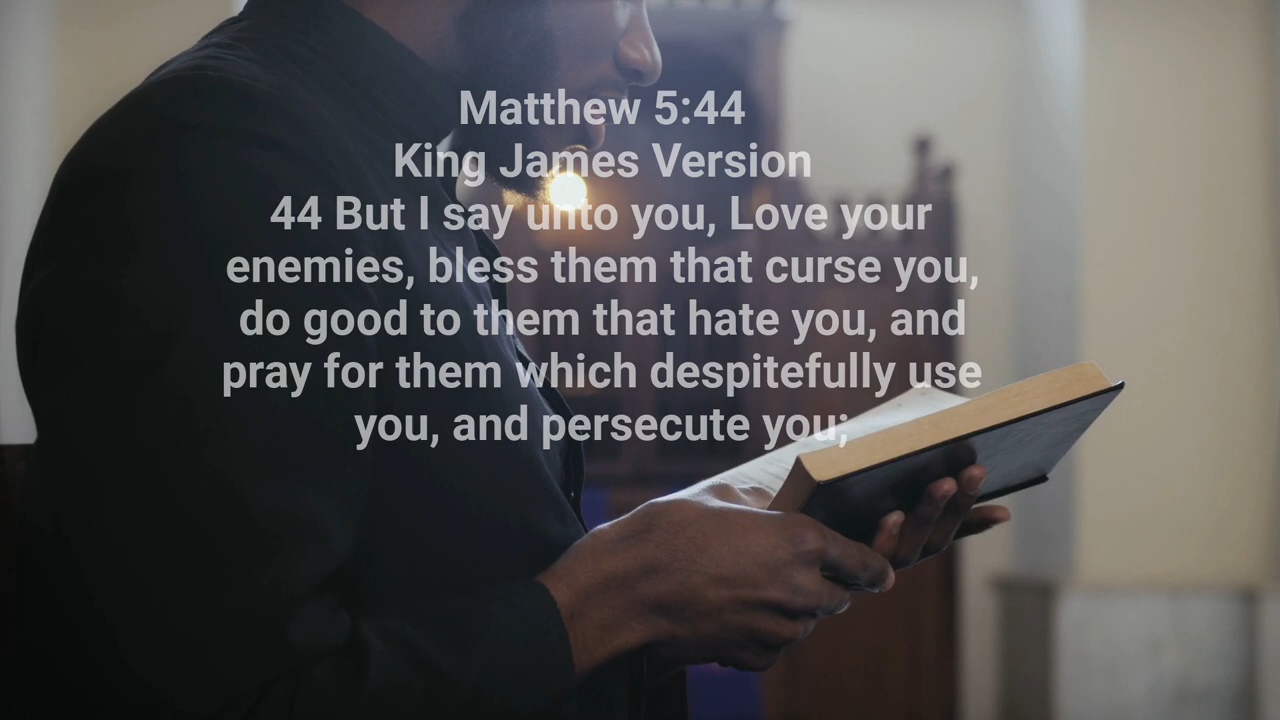 Matthew 5:44
King James Version
44 But I say unto you, Love your
enemies, bless them that curse you,
do good to them that hate you, and
pray for them which despitefully use
you, and persecute you;